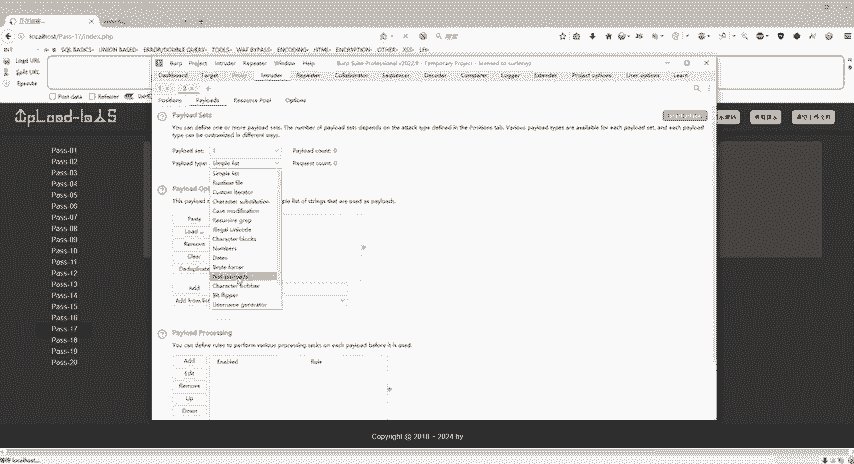 localhost/Pass-17/index.php
INT
SQL BASICS▾ UNION BASED▾ ERROR/DOUBLE QUERY▾ TOOLS▾ WAF BYPASS▾ ENCODING▾ HTML▾ ENCRYPTION▾ OTHER▾ XSS▾ LFI▾
Load URL
Split URL
Execute
Post data
Burp Project Intruder Repeater Window Help
Burp Suite Professional
Temporary Project - licensed to
Dashboard Target Proxy Intruder Repeater Collaborator Sequencer Decoder Comparer Logger Extender Project options User options Learn
Positions Payloads Resource Pool Options
Payload Sets
You can define one or more payload sets. The number of payload sets depends on the attack type defined in the Positions tab. Various payload types are available for each payload set, and each payload
type can be customized in different ways.
Payload set: 1
Payload count: 0
Payload type: Simple list
Request count: 0
Simple list
Runtime file
Custom iterator
Character substitution
Case modification
Recursive grep
Illegal Unicode
Character blocks
Numbers
Dates
Brute forcer
Null payloads
Character frobber
Bit flipper
Username generator
This payload
ple list of strings that are used as payloads.
Paste
Load ...
Remove
Clear
Deduplicate
Add
Add from list
Payload Processing
You can define rules to perform various processing tasks on each payload before it is used.
Add
Enabled
Rule
Edit
Remove
Up
Down
UpLoad-labs
Pass-01
Pass-02
Pass-03
Pass-04
Pass-05
Pass-06
Pass-07
Pass-08
Pass-09
Pass-10
Pass-11
Pass-12
Pass-13
Pass-14
Pass-15
Pass-16
Pass-17
Pass-18
Pass-19
Pass-20
Copyright @ 2018 ~ 2024 by